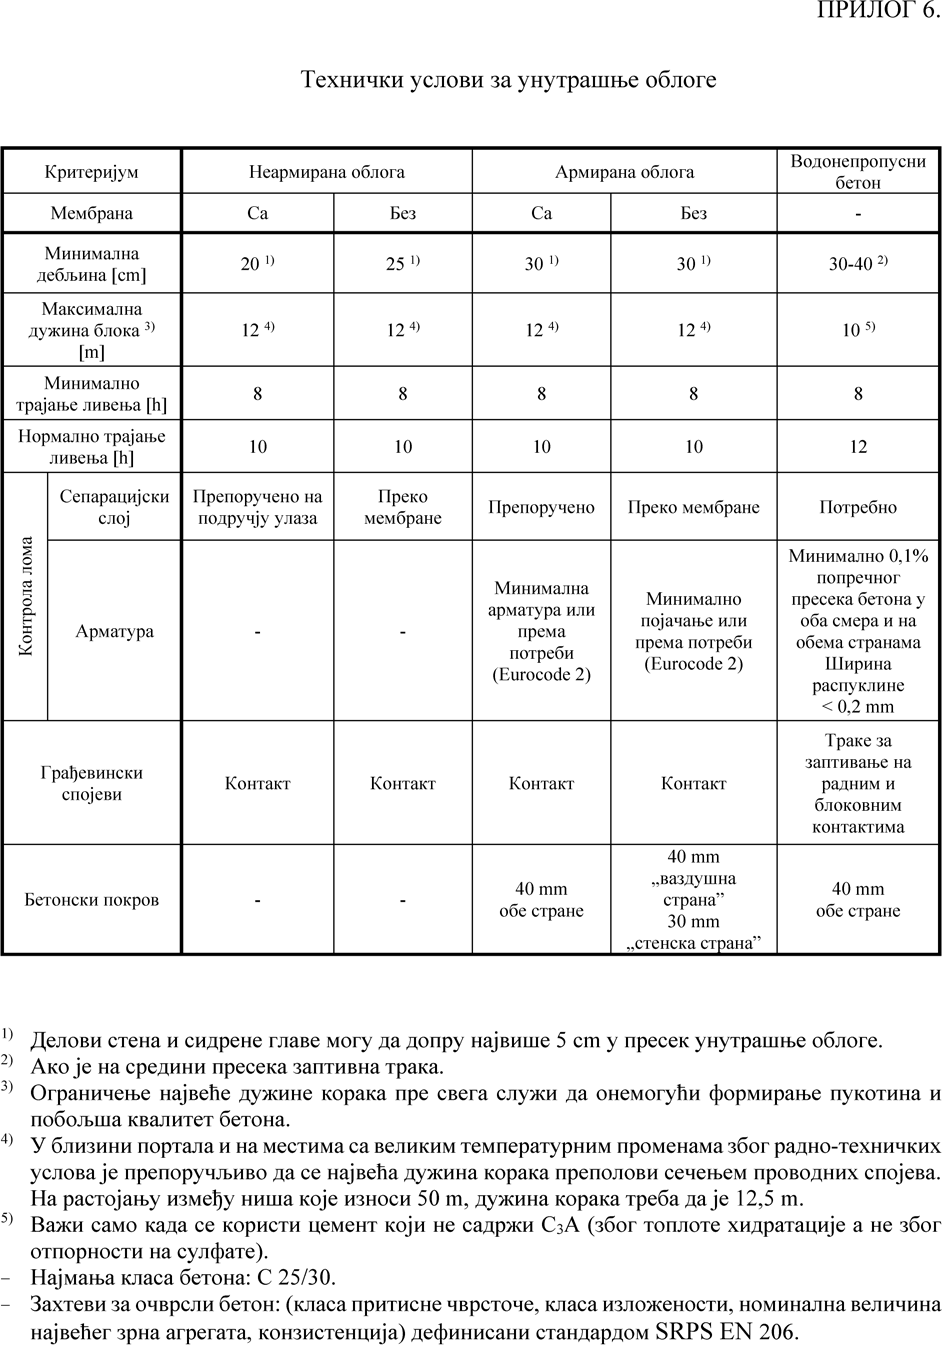 ПРИЛОГ 6.
Технички услови за унутрашње облоге
Критеријум
Неармирана облога
Армирана облога
Водонепропусни
бетон
Мембрана
Са
Без
Са
Без
-
Минимална
дебљина [cm]
20 1)
25 1)
30 1)
30 1)
30-40 2)
Максимална
дужина блока 3)
[m]
12 4)
12 4)
12 4)
12 4)
10 5)
Минимално
трајање ливења [h]
8
8
8
8
8
Нормално трајање
ливења [h]
10
10
10
10
12
Контрола лома
Сепарацијски
слој
Препоручено на
подручју улаза
Преко
мембране
Препоручено
Преко мембране
Потребно
Арматура
-
-
Минимална
арматура или
према
потреби
(Eurocode 2)
Минимално
појачање или
према потреби
(Eurocode 2)
Минимално 0,1%
попречног
пресека бетона у
оба смера и на
обема странама
Ширина
распуклине
< 0,2 mm
Грађевински
спојеви
Контакт
Контакт
Контакт
Контакт
Траке за
заптивање на
радним и
блоковним
контактима
Бетонски покров
-
-
40 mm
обе стране
40 mm
„ваздушна
страна”
30 mm
„стенска страна”
40 mm
обе стране
1) Делови стена и сидрене главе могу да допру највише 5 cm у пресек унутрашње облоге.
2) Ако је на средини пресека заптивна трака.
3) Ограничење највеће дужине корака пре свега служи да онемогући формирање пукотина и
побољша квалитет бетона.
4) У близини портала и на местима са великим температурним променама због радно-техничких
услова је препоручљиво да се највећа дужина корака преполови сечењем проводних спојева.
На растојању између ниша које износи 50 m, дужина корака треба да је 12,5 m.
5) Важи само када се користи цемент који не садржи C3A (због топлоте хидратације а не због
отпорности на сулфате).
– Најмања класа бетона: C 25/30.
– Захтеви за очврсли бетон: (класа притисне чврсточе, класа изложености, номинална величина
највећег зрна агрегата, конзистенција) дефинисани стандардом SRPS EN 206.